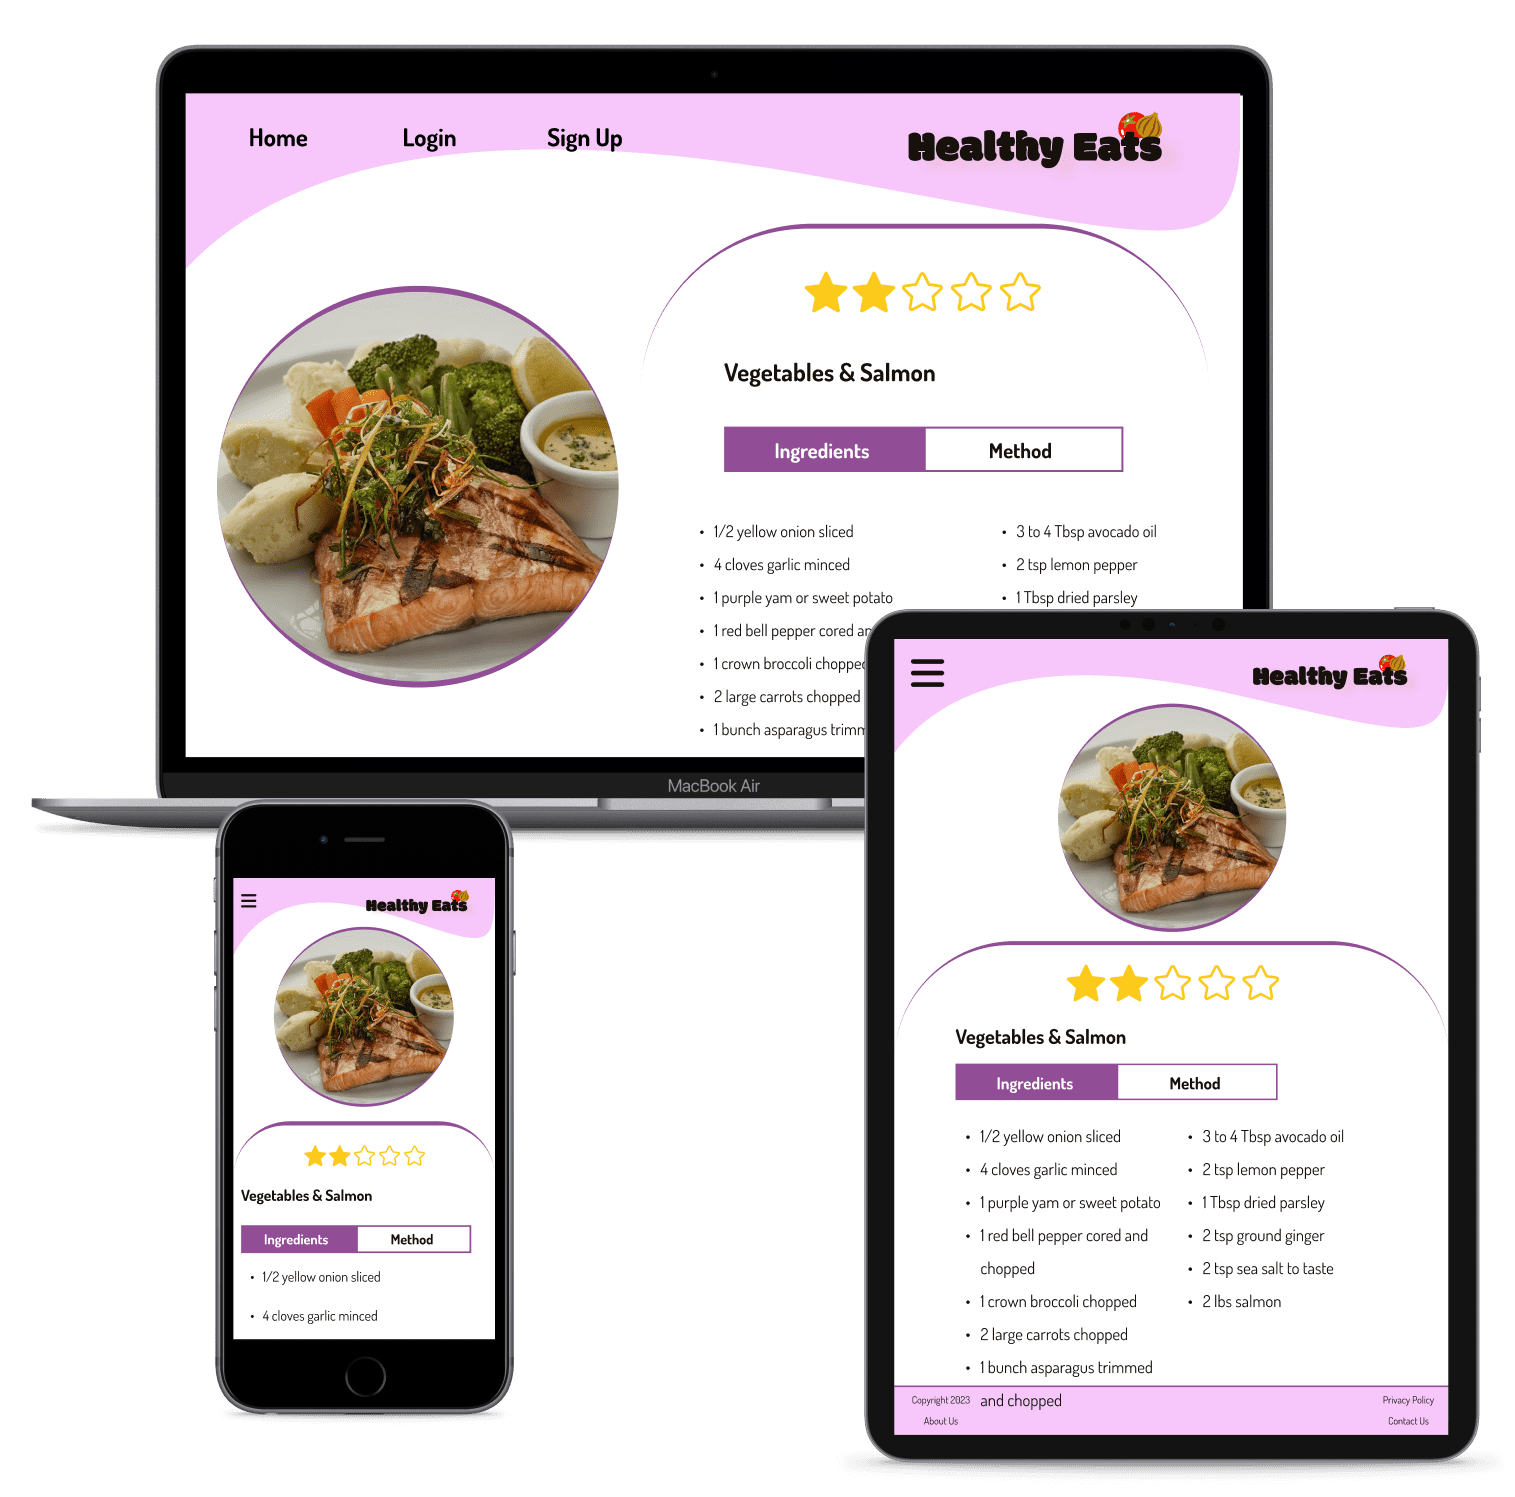 Home
Login
Sign Up
Healthy Eats
Vegetables & Salmon
Ingredients
Method
• 1/2 yellow onion sliced
• 4 cloves garlic minced
• 1 purple yam or sweet potato
• 1 red bell pepper cored an
• 1 crown broccoli chopped
• 2 large carrots chopped
• 1 bunch asparagus trimm
• 3 to 4 Tbsp avocado oil
• 2 tsp lemon pepper
• 1 Tbsp dried parsley
MacBook Air
Healthy Eats
Vegetables & Salmon
Ingredients
Method
• 1/2 yellow onion sliced
• 4 cloves garlic minced
Healthy Eats
Vegetables & Salmon
Ingredients
Method
• 1/2 yellow onion sliced
• 4 cloves garlic minced
• 1 purple yam or sweet potato
• 1 red bell pepper cored and
chopped
• 1 crown broccoli chopped
• 2 large carrots chopped
• 1 bunch asparagus trimmed
and chopped
• 3 to 4 Tbsp avocado oil
• 2 tsp lemon pepper
• 1 Tbsp dried parsley
• 2 tsp ground ginger
• 2 tsp sea salt to taste
• 2 lbs salmon
Copyright 2023
About Us
Privacy Policy
Contact Us